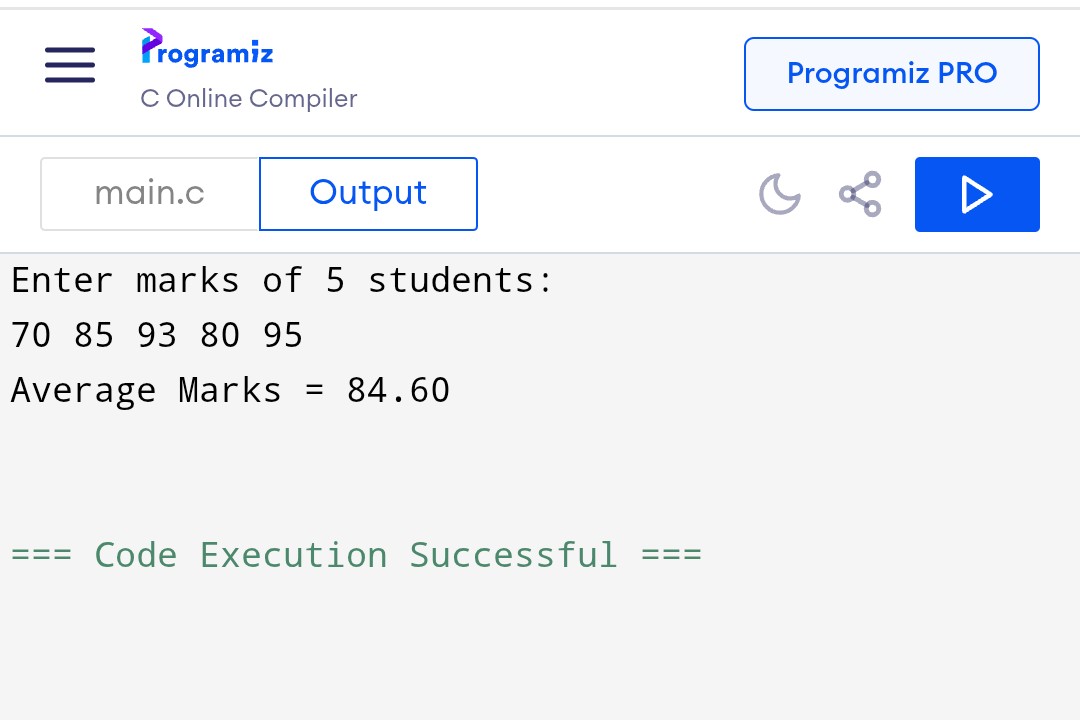 Programiz
C Online Compiler
Programiz PRO
main.c
Output
Enter marks of 5 students:
70 85 93 80 95
Average Marks = 84.60
=== Code Execution Successful ===